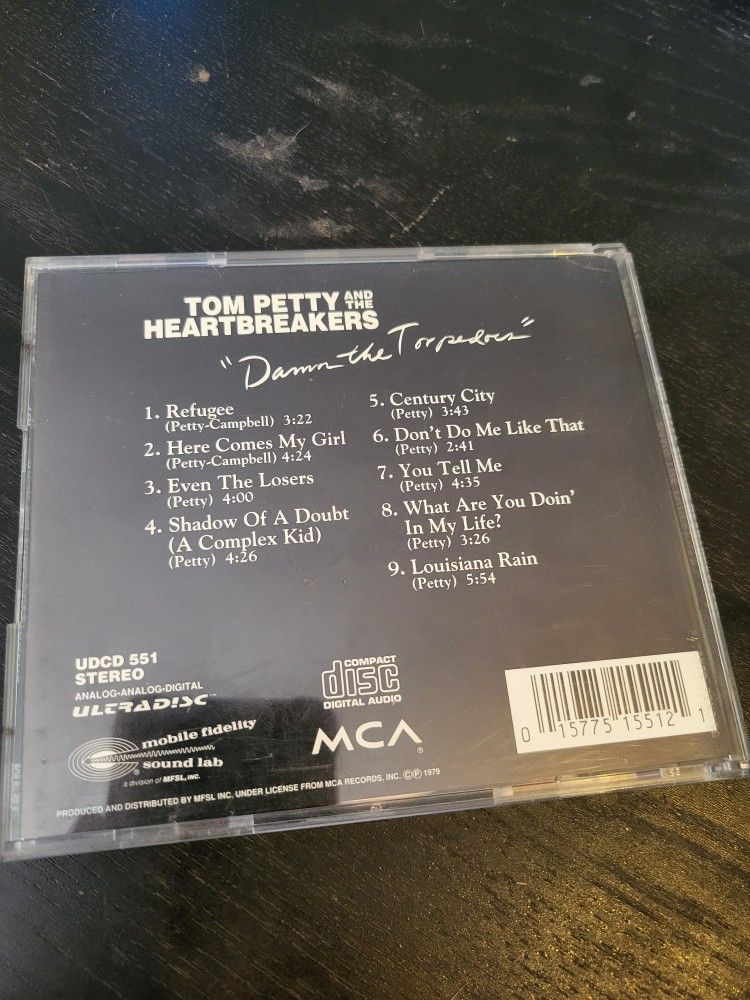 TOM PETTY AND THE
HEARTBREAKERS
"Damn the Torpedoes"
1. Refugee
(Petty-Campbell) 3:22
2. Here Comes My Girl
(Petty-Campbell) 4:24
3. Even The Losers
(Petty) 4:00
4. Shadow Of A Doubt
(A Complex Kid)
(Petty) 4:26
5. Century City
(Petty) 3:43
6. Don't Do Me Like That
(Petty) 2:41
7. You Tell Me
(Petty) 4:35
8. What Are You Doin'
In My Life?
(Petty) 3:26
9. Louisiana Rain
(Petty) 5:54
UDCD 551
STEREO
ANALOG•ANALOG•DIGITAL
ULTRADISC™
mobile fidelity
® sound lab
a division of MFSL, INC.
COMPACT
disc
DIGITAL AUDIO
MCA®
0 15775 15512 1
PRODUCED AND DISTRIBUTED BY MFSL INC. UNDER LICENSE FROM MCA RECORDS, INC. ©℗ 1979